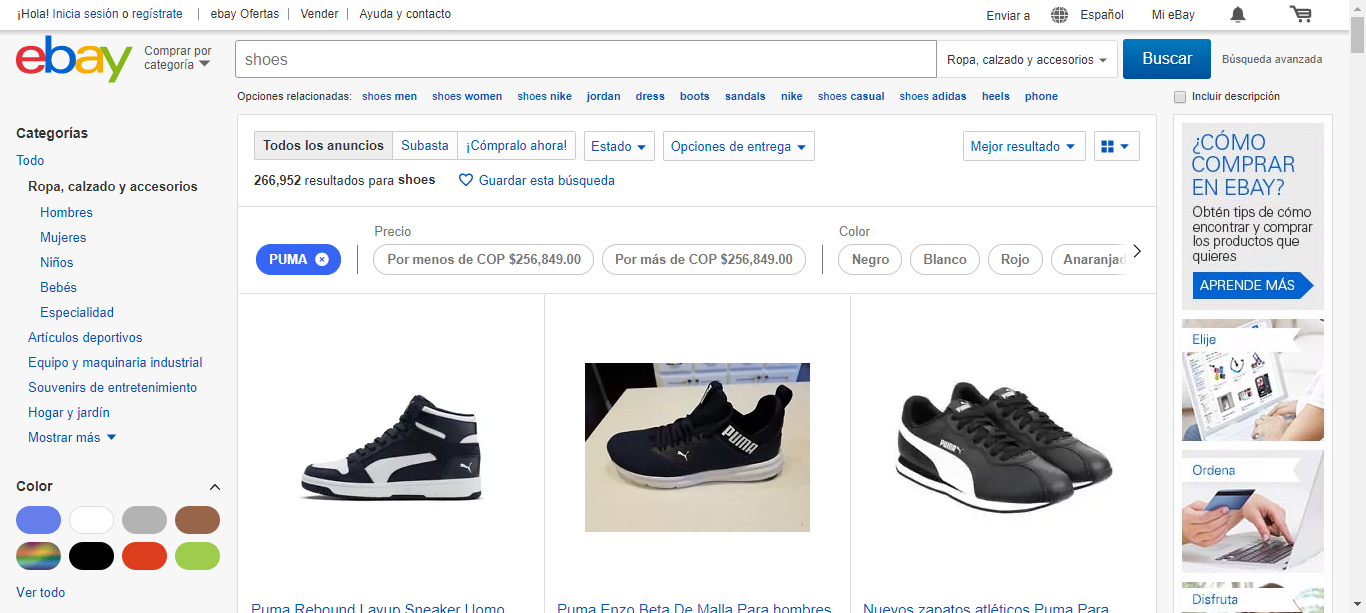 ¡Hola! Inicia sesión o regístrate
ebay Ofertas
Vender
Ayuda y contacto
Enviar a
Español
Mi eBay
ebay
Comprar por
categoría
shoes
Ropa, calzado y accesorios
Buscar
Búsqueda avanzada
Opciones relacionadas: shoes men shoes women shoes nike jordan dress boots sandals nike shoes casual shoes adidas heels phone
Incluir descripción
Categorías
Todo
Ropa, calzado y accesorios
Hombres
Mujeres
Niños
Bebés
Especialidad
Artículos deportivos
Equipo y maquinaria industrial
Souvenirs de entretenimiento
Hogar y jardín
Mostrar más
Color
Ver todo
Todos los anuncios
Subasta
¡Cómpralo ahora!
Estado
Opciones de entrega
Mejor resultado
266,952 resultados para shoes
Guardar esta búsqueda
PUMA
Precio
Por menos de COP $256,849.00
Por más de COP $256,849.00
Color
Negro
Blanco
Rojo
Anaranjad
PUMA
PUMA
Puma Rebound Layup Sneaker Uomo
Puma Enzo Beta De Malla Para hombres
Nuevos zapatos atléticos Puma Para
¿CÓMO
COMPRAR
EN EBAY?
Obtén tips de cómo
encontrar y comprar
los productos que
quieres
APRENDE MÁS
Elije
Ordena
Disfruta